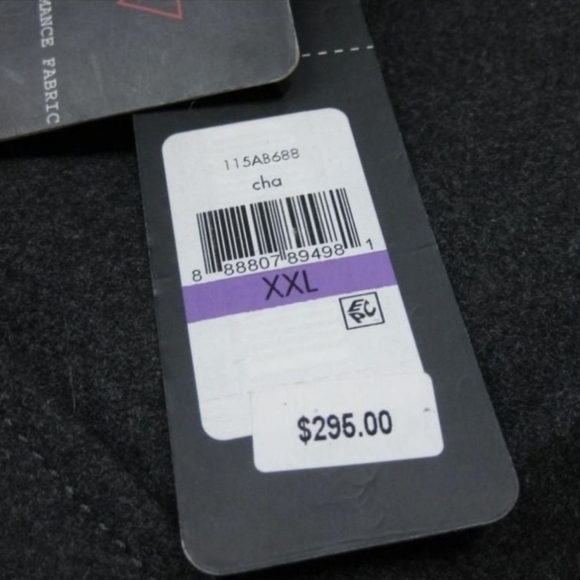 MANCE FABRIC
115AB688
cha
8 88807 89498 1
XXL
EPC
$295.00